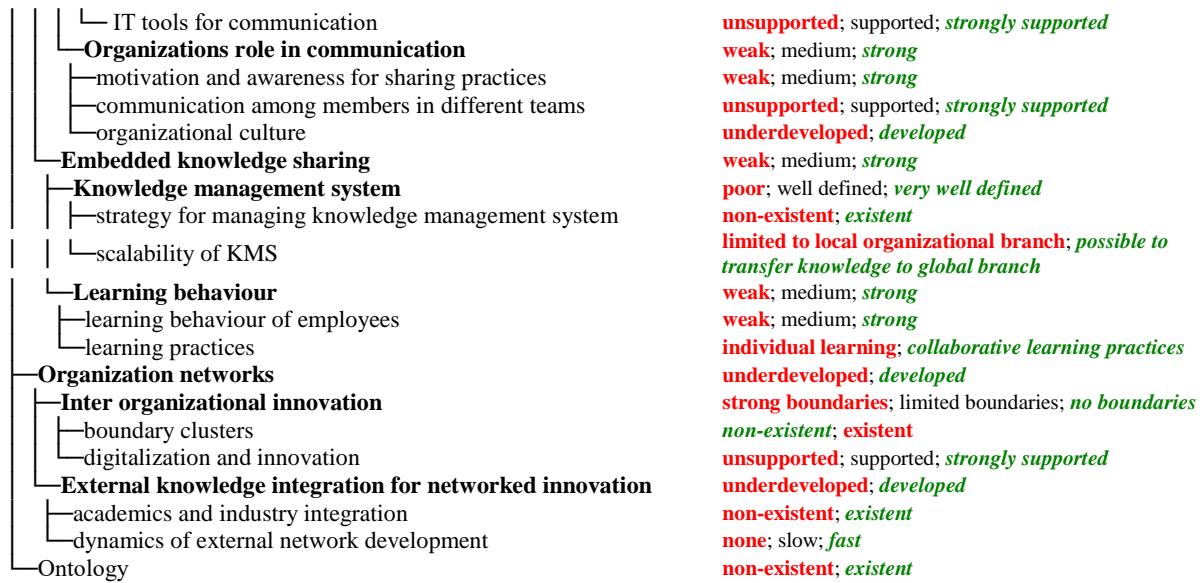 IT tools for communication unsupported; supported; strongly supported
Organizations role in communication weak; medium; strong
motivation and awareness for sharing practices weak; medium; strong
communication among members in different teams unsupported; supported; strongly supported
organizational culture underdeveloped; developed
Embedded knowledge sharing weak; medium; strong
Knowledge management system poor; well defined; very well defined
strategy for managing knowledge management system non-existent; existent
scalability of KMS limited to local organizational branch; possible to
transfer knowledge to global branch
Learning behaviour weak; medium; strong
learning behaviour of employees weak; medium; strong
learning practices individual learning; collaborative learning practices
Organization networks underdeveloped; developed
Inter organizational innovation strong boundaries; limited boundaries; no boundaries
boundary clusters non-existent; existent
digitalization and innovation unsupported; supported; strongly supported
External knowledge integration for networked innovation underdeveloped; developed
academics and industry integration non-existent; existent
dynamics of external network development none; slow; fast
Ontology non-existent; existent